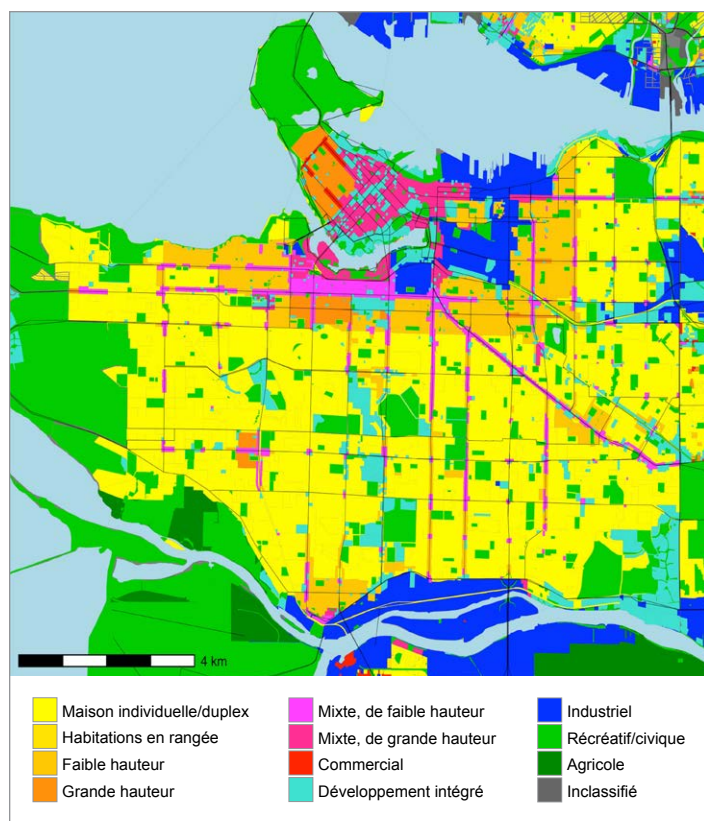 4 km
Maison individuelle/duplex
Habitations en rangée
Faible hauteur
Grande hauteur
Mixte, de faible hauteur
Mixte, de grande hauteur
Commercial
Développement intégré
Industriel
Récréatif/civique
Agricole
Inclassifié